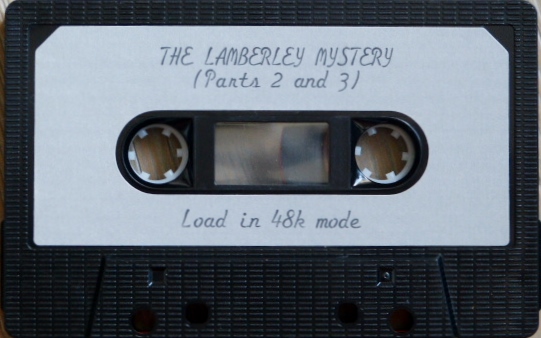 THE LAMBERLEY MYSTERY
(Parts 2 and 3)
Load in 48k mode